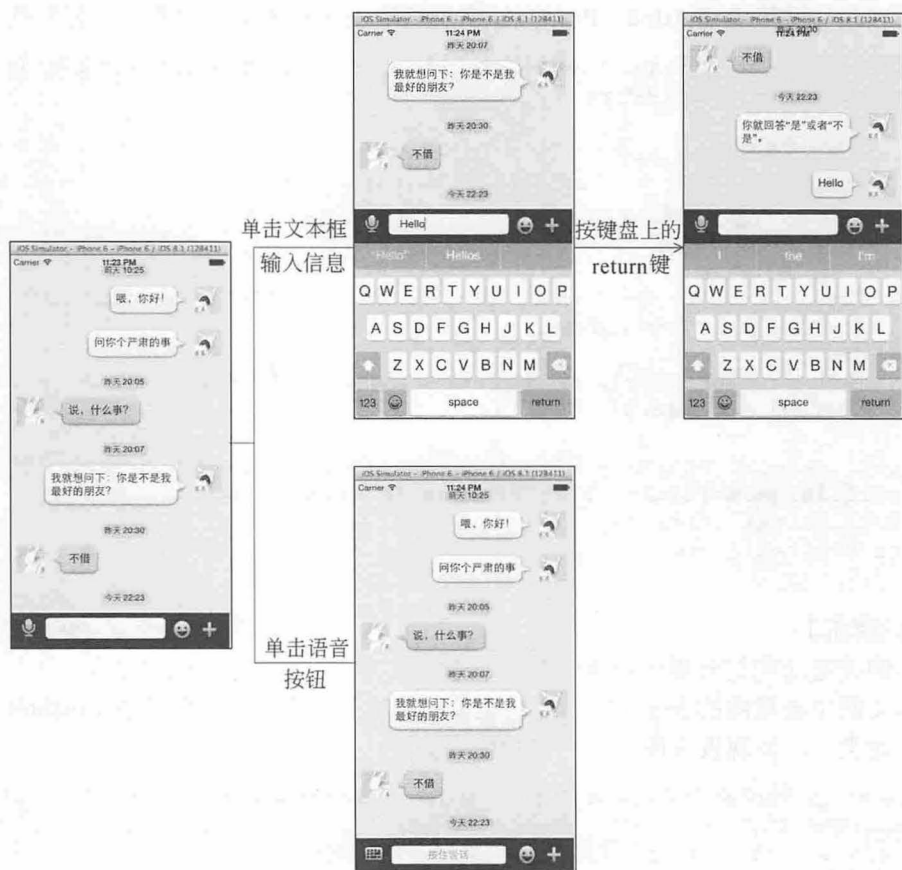 iOS Simulator - iPhone 6 - iPhone 6 / iOS 8.1 (12B411)
Carrier 11:23 PM
前天 10:25
喂,你好!
问你个严肃的事
昨天 20:05
说,什么事?
昨天 20:07
我就想问下:你是不是我
最好的朋友?
昨天 20:30
不借
今天 22:23
单击文本框
输入信息
iOS Simulator - iPhone 6 - iPhone 6 / iOS 8.1 (12B411)
Carrier 11:24 PM
昨天 20:07
我就想问下:你是不是我
最好的朋友?
昨天 20:30
不借
今天 22:23
Hello
"Hello" Hellos
Q W E R T Y U I O P
A S D F G H J K L
Z X C V B N M
123 space return
按键盘上的
return键
iOS Simulator - iPhone 6 - iPhone 6 / iOS 8.1 (12B411)
Carrier 11:24 PM
昨天 20:30
不借
今天 22:23
你就回答“是”或者“不
是”。
Hello
I the I'm
Q W E R T Y U I O P
A S D F G H J K L
Z X C V B N M
123 space return
单击语音
按钮
iOS Simulator - iPhone 6 - iPhone 6 / iOS 8.1 (12B411)
Carrier 11:24 PM
前天 10:25
喂,你好!
问你个严肃的事
昨天 20:05
说,什么事?
昨天 20:07
我就想问下:你是不是我
最好的朋友?
昨天 20:30
不借
今天 22:23
按住说话